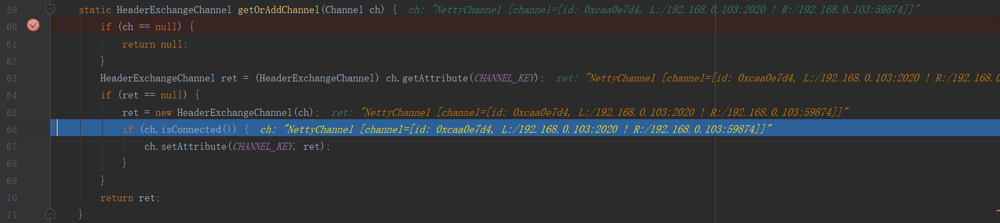 59 static HeaderExchangeChannel getOrAddChannel(Channel ch) { ch: "NettyChannel [channel=[id: 0xcaa0e7d4, L:/192.168.0.103:2020 ! R:/192.168.0.103:59874]]"
60 if (ch == null) {
61 return null;
62 }
63 HeaderExchangeChannel ret = (HeaderExchangeChannel) ch.getAttribute(CHANNEL_KEY); ret: "NettyChannel [channel=[id: 0xcaa0e7d4, L:/192.168.0.103:2020 ! R:/192.168.0
64 if (ret == null) {
65 ret = new HeaderExchangeChannel(ch); ret: "NettyChannel [channel=[id: 0xcaa0e7d4, L:/192.168.0.103:2020 ! R:/192.168.0.103:59874]]"
66 if (ch.isConnected()) { ch: "NettyChannel [channel=[id: 0xcaa0e7d4, L:/192.168.0.103:2020 ! R:/192.168.0.103:59874]]"
67 ch.setAttribute(CHANNEL_KEY, ret);
68 }
69 }
70 return ret;
71 }